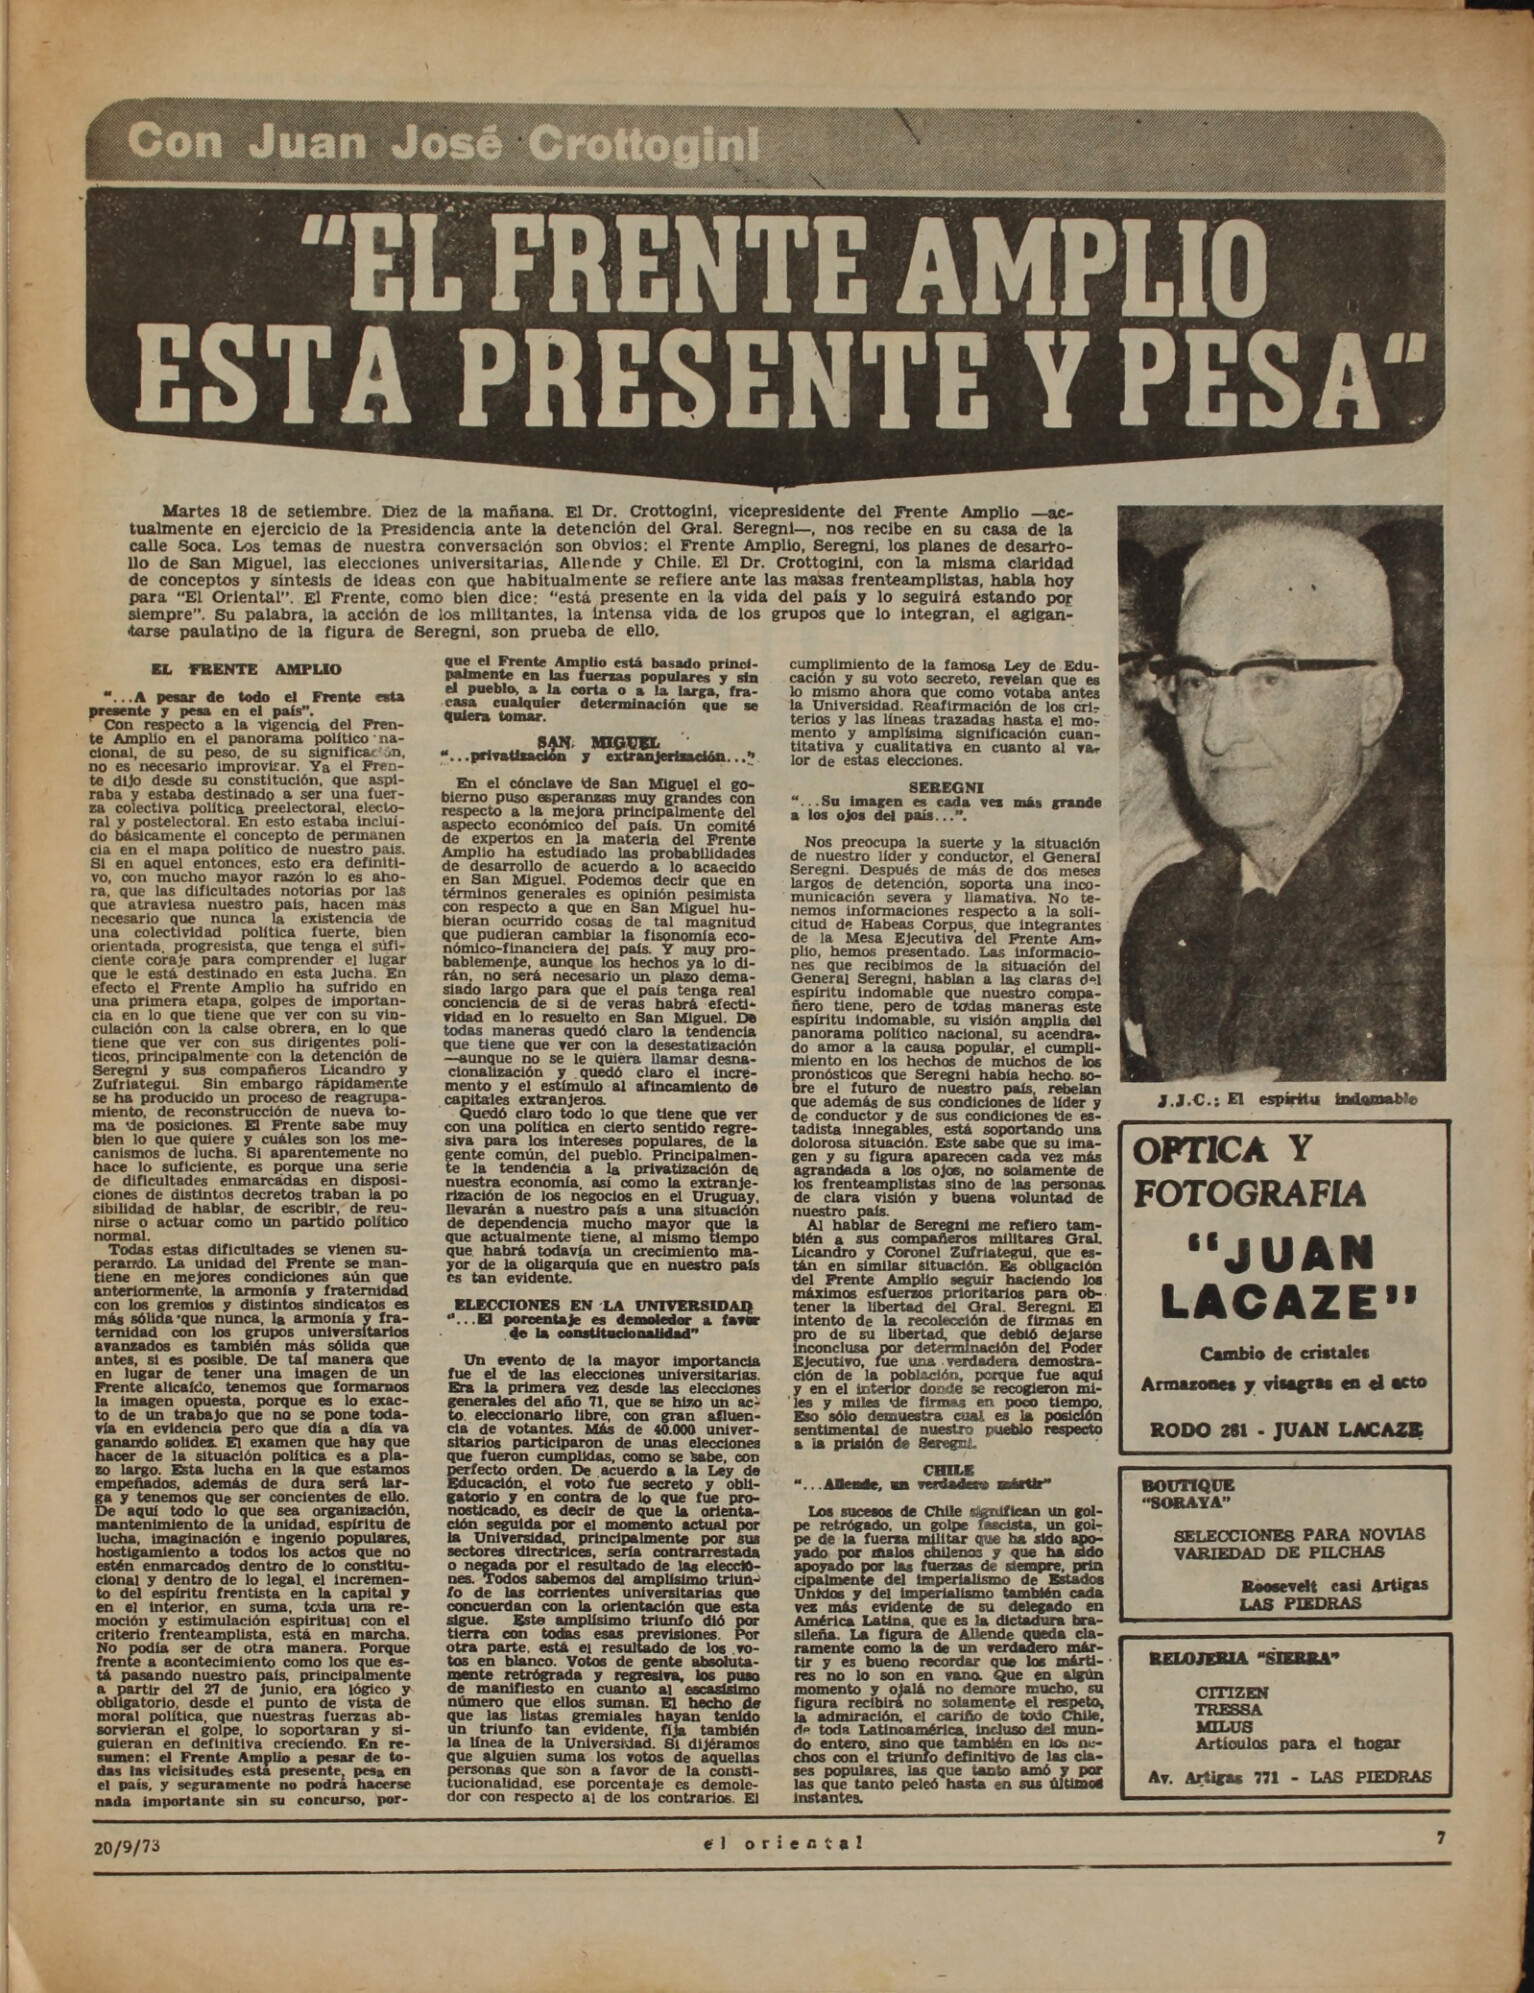 Con Juan José Crottogini
"EL FRENTE AMPLIO
ESTA PRESENTE Y PESA"
Martes 18 de setiembre. Diez de la mañana. El Dr. Crottogini, vicepresidente del Frente Amplio —ac-
tualmente en ejercicio de la Presidencia ante la detención del Gral. Seregni—, nos recibe en su casa de la
calle Soca. Los temas de nuestra conversación son obvios: el Frente Amplio, Seregni, los planes de desarro-
llo de San Miguel, las elecciones universitarias, Allende y Chile. El Dr. Crottogini, con la misma claridad
de conceptos y síntesis de ideas con que habitualmente se refiere ante las masas frenteamplistas, habla hoy
para "El Oriental". El Frente, como bien dice: "está presente en la vida del país y lo seguirá estando por
siempre". Su palabra, la acción de los militantes, la intensa vida de los grupos que lo integran, el agigan-
tarse paulatino de la figura de Seregni, son prueba de ello.
EL FRENTE AMPLIO
"...A pesar de todo el Frente esta
presente y pesa en el país".
Con respecto a la vigencia del Fren-
te Amplio en el panorama político na-
cional, de su peso, de su significación,
no es necesario improvisar. Ya el Fren-
te dijo desde su constitución, que aspi-
raba y estaba destinado a ser una fuer-
za colectiva política preelectoral, electo-
ral y postelectoral. En esto estaba inclui-
do básicamente el concepto de permanen
cia en el mapa político de nuestro país.
Si en aquel entonces, esto era definiti-
vo, con mucho mayor razón lo es aho-
ra, que las dificultades notorias por las
que atraviesa nuestro país, hacen más
necesario que nunca la existencia de
una colectividad política fuerte, bien
orientada, progresista, que tenga el sufi-
ciente coraje para comprender el lugar
que le está destinado en esta lucha. En
efecto el Frente Amplio ha sufrido en
una primera etapa, golpes de importan-
cia en lo que tiene que ver con su vin-
culación con la calse obrera, en lo que
tiene que ver con sus dirigentes polí-
ticos, principalmente con la detención de
Seregni y sus compañeros Licandro y
Zufriategui. Sin embargo rápidamente
se ha producido un proceso de reagrupa-
miento, de reconstrucción de nueva to-
ma de posiciones. El Frente sabe muy
bien lo que quiere y cuáles son los me-
canismos de lucha. Si aparentemente no
hace lo suficiente, es porque una serie
de dificultades enmarcadas en disposi-
ciones de distintos decretos traban la po
sibilidad de hablar, de escribir, de reu-
nirse o actuar como un partido político
normal.
Todas estas dificultades se vienen su-
perando. La unidad del Frente se man-
tiene en mejores condiciones aún que
anteriormente, la armonía y fraternidad
con los gremios y distintos sindicatos es
más sólida que nunca, la armonía y fra-
ternidad con los grupos universitarios
avanzados es también más sólida que
antes, si es posible. De tal manera que
en lugar de tener una imagen de un
Frente alicaído, tenemos que formarnos
la imagen opuesta, porque es lo exac-
to de un trabajo que no se pone toda-
vía en evidencia pero que día a día va
ganando solidez. El examen que hay que
hacer de la situación política es a pla-
zo largo. Esta lucha en la que estamos
empeñados, además de dura será lar-
ga y tenemos que ser concientes de ello.
De aquí todo lo que sea organización,
mantenimiento de la unidad, espíritu de
lucha, imaginación e ingenio populares,
hostigamiento a todos los actos que no
estén enmarcados dentro de lo constitu-
cional y dentro de lo legal, el incremen-
to del espíritu frentista en la capital y
en el interior, en suma, toda una re-
moción y estimulación espiritual con el
criterio frenteamplista, está en marcha.
No podía ser de otra manera. Porque
frente a acontecimiento como los que es-
tá pasando nuestro país, principalmente
a partir del 27 de junio, era lógico y
obligatorio, desde el punto de vista de
moral política, que nuestras fuerzas ab-
sorvieran el golpe, lo soportaran y si-
guieran en definitiva creciendo. En re-
sumen: el Frente Amplio a pesar de to-
das las vicisitudes está presente, pesa en
el país, y seguramente no podrá hacerse
nada importante sin su concurso, por-
que el Frente Amplio está basado princi-
palmente en las fuerzas populares y sin
el pueblo, a la corta o a la larga, fra-
casa cualquier determinación que se
quiera tomar.
SAN MIGUEL
"...privatización y extranjerización..."
En el cónclave de San Miguel el go-
bierno puso esperanzas muy grandes con
respecto a la mejora principalmente del
aspecto económico del país. Un comité
de expertos en la materia del Frente
Amplio ha estudiado las probabilidades
de desarrollo de acuerdo a lo acaecido
en San Miguel. Podemos decir que en
términos generales es opinión pesimista
con respecto a que en San Miguel hu-
bieran ocurrido cosas de tal magnitud
que pudieran cambiar la fisonomía eco-
nómico-financiera del país. Y muy pro-
bablemente, aunque los hechos ya lo di-
rán, no será necesario un plazo dema-
siado largo para que el país tenga real
conciencia de si de veras habrá efecti-
vidad en lo resuelto en San Miguel. De
todas maneras quedó claro la tendencia
que tiene que ver con la desestatización
—aunque no se le quiera llamar desna-
cionalización y quedó claro el incre-
mento y el estímulo al afincamiento de
capitales extranjeros.
Quedó claro todo lo que tiene que ver
con una política en cierto sentido regre-
siva para los intereses populares, de la
gente común, del pueblo. Principalmen-
te la tendencia a la privatización de
nuestra economía, así como la extranje-
rización de los negocios en el Uruguay,
llevarán a nuestro país a una situación
de dependencia mucho mayor que la
que actualmente tiene, al mismo tiempo
que habrá todavía un crecimiento ma-
yor de la oligarquía que en nuestro país
es tan evidente.
ELECCIONES EN LA UNIVERSIDAD
"...El porcentaje es demoledor a favor
de la constitucionalidad"
Un evento de la mayor importancia
fue el de las elecciones universitarias.
Era la primera vez desde las elecciones
generales del año 71, que se hizo un ac-
to eleccionario libre, con gran afluen-
cia de votantes. Más de 40.000 univer-
sitarios participaron de unas elecciones
que fueron cumplidas, como se sabe, con
perfecto orden. De acuerdo a la Ley de
Educación, el voto fue secreto y obli-
gatorio y en contra de lo que fue pro-
nosticado, es decir de que la orienta-
ción seguida por el momento actual por
la Universidad, principalmente por sus
sectores directrices, sería contrarrestada
o negada por el resultado de las eleccio-
nes. Todos sabemos del amplísimo triun-
fo de las corrientes universitarias que
concuerdan con la orientación que esta
sigue. Este amplísimo triunfo dió por
tierra con todas esas previsiones. Por
otra parte, está el resultado de los vo-
tos en blanco. Votos de gente absoluta-
mente retrógrada y regresiva, los puso
de manifiesto en cuanto al escasísimo
número que ellos suman. El hecho de
que las listas gremiales hayan tenido
un triunfo tan evidente, fija también
la línea de la Universidad. Si dijéramos
que alguien suma los votos de aquellas
personas que son a favor de la consti-
tucionalidad, ese porcentaje es demole-
dor con respecto al de los contrarios. El
cumplimiento de la famosa Ley de Edu-
cación y su voto secreto, revelan que es
lo mismo ahora que como votaba antes
la Universidad. Reafirmación de los cri-
terios y las líneas trazadas hasta el mo-
mento y amplísima significación cuan-
titativa y cualitativa en cuanto al va-
lor de estas elecciones.
SEREGNI
"...Su imagen es cada vez más grande
a los ojos del país...".
Nos preocupa la suerte y la situación
de nuestro líder y conductor, el General
Seregni. Después de más de dos meses
largos de detención, soporta una inco-
municación severa y llamativa. No te-
nemos informaciones respecto a la soli-
citud de Habeas Corpus, que integrantes
de la Mesa Ejecutiva del Frente Am-
plio, hemos presentado. Las informacio-
nes que recibimos de la situación del
General Seregni, hablan a las claras del
espíritu indomable que nuestro compa-
ñero tiene, pero de todas maneras este
espíritu indomable, su visión amplia del
panorama político nacional, su acendra-
do amor a la causa popular, el cumpli-
miento en los hechos de muchos de los
pronósticos que Seregni había hecho so-
bre el futuro de nuestro país, rebelan
que además de sus condiciones de líder y
de conductor y de sus condiciones de es-
tadista innegables, está soportando una
dolorosa situación. Este sabe que su ima-
gen y su figura aparecen cada vez más
agrandada a los ojos, no solamente de
los frenteamplistas sino de las personas
de clara visión y buena voluntad de
nuestro país.
Al hablar de Seregni me refiero tam-
bién a sus compañeros militares Gral.
Licandro y Coronel Zufriategui, que es-
tán en similar situación. Es obligación
del Frente Amplio seguir haciendo los
máximos esfuerzos prioritarios para ob-
tener la libertad del Gral. Seregni. El
intento de la recolección de firmas en
pro de su libertad, que debió dejarse
inconclusa por determinación del Poder
Ejecutivo, fue una verdadera demostra-
ción de la población, porque fue aquí
y en el interior donde se recogieron mi-
les y miles de firmas en poco tiempo.
Eso sólo demuestra cual es la posición
sentimental de nuestro pueblo respecto
a la prisión de Seregni.
CHILE
"...Allende, un verdadero mártir"
Los sucesos de Chile significan un gol-
pe retrógado, un golpe fascista, un gol-
pe de la fuerza militar que ha sido apo-
yado por malos chilenos y que ha sido
apoyado por las fuerzas de siempre, prin
cipalmente del imperialismo de Estados
Unidos y del imperialismo también cada
vez más evidente de su delegado en
América Latina, que es la dictadura bra-
sileña. La figura de Allende queda cla-
ramente como la de un verdadero már-
tir y es bueno recordar que los márti-
res no lo son en vano. Que en algún
momento y ojalá no demore mucho, su
figura recibirá no solamente el respeto,
la admiración, el cariño de todo Chile,
de toda Latinoamérica, incluso del mun-
do entero, sino que también en los he-
chos con el triunfo definitivo de las cla-
ses populares, las que tanto amó y por
las que tanto peleó hasta en sus últimos
instantes.
J.J.C.: El espíritu indomable
OPTICA Y
FOTOGRAFIA
"JUAN
LACAZE"
Cambio de cristales
Armazones y visagras en el acto
RODO 281 - JUAN LACAZE
BOUTIQUE
"SORAYA"
SELECCIONES PARA NOVIAS
VARIEDAD DE PILCHAS
Roosevelt casi Artigas
LAS PIEDRAS
RELOJERIA "SIERRA"
CITIZEN
TRESSA
MILUS
Artículos para el hogar
Av. Artigas 771 - LAS PIEDRAS
20/9/73
el oriental
7